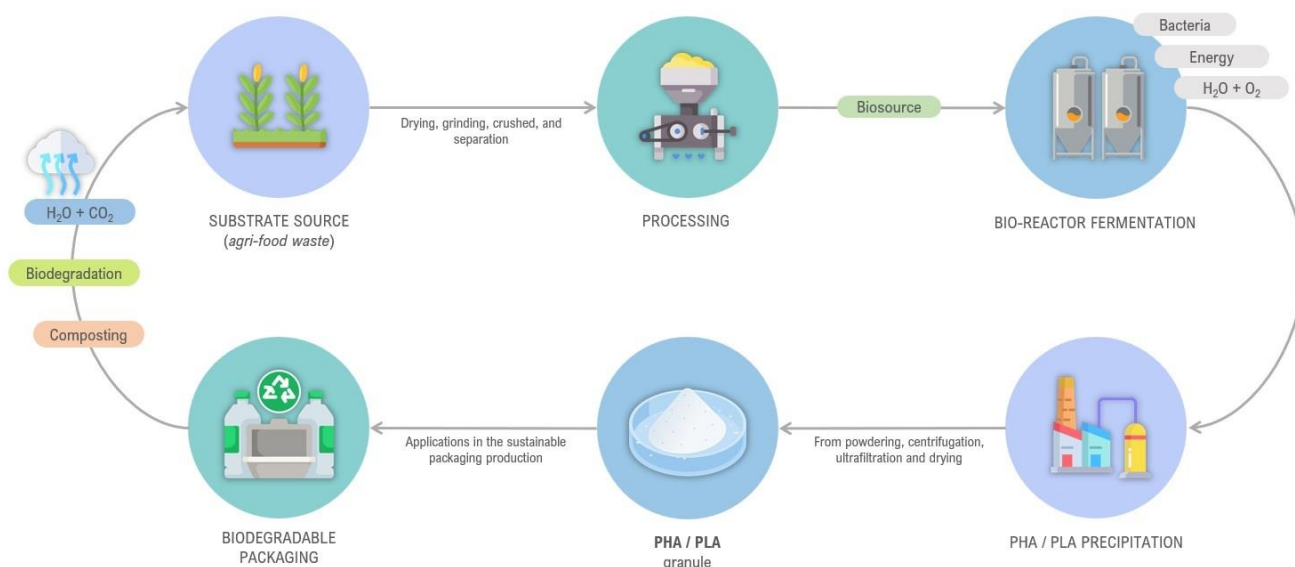 Bacteria
Energy
H₂O + O₂
Drying, grinding, crushed, and
separation
Biosource
SUBSTRATE SOURCE
(agri-food waste)
PROCESSING
BIO-REACTOR FERMENTATION
H₂O + CO₂
Biodegradation
Composting
Applications in the sustainable
packaging production
From powdering, centrifugation,
ultrafiltration and drying
BIODEGRADABLE
PACKAGING
PHA / PLA
granule
PHA / PLA PRECIPITATION